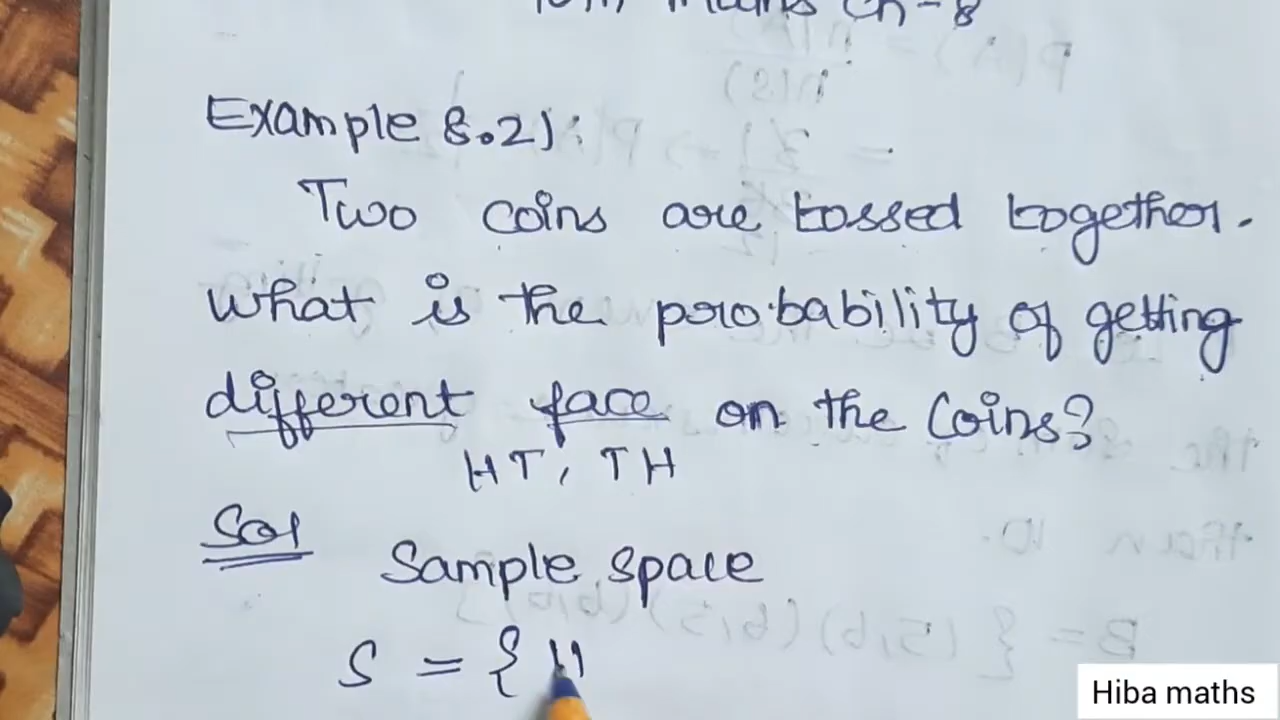 Example 8.21:
Two coins are tossed together.
What is the probability of getting
different face on the coins?
HT, TH
Sol
Sample space
S = {
Hiba maths